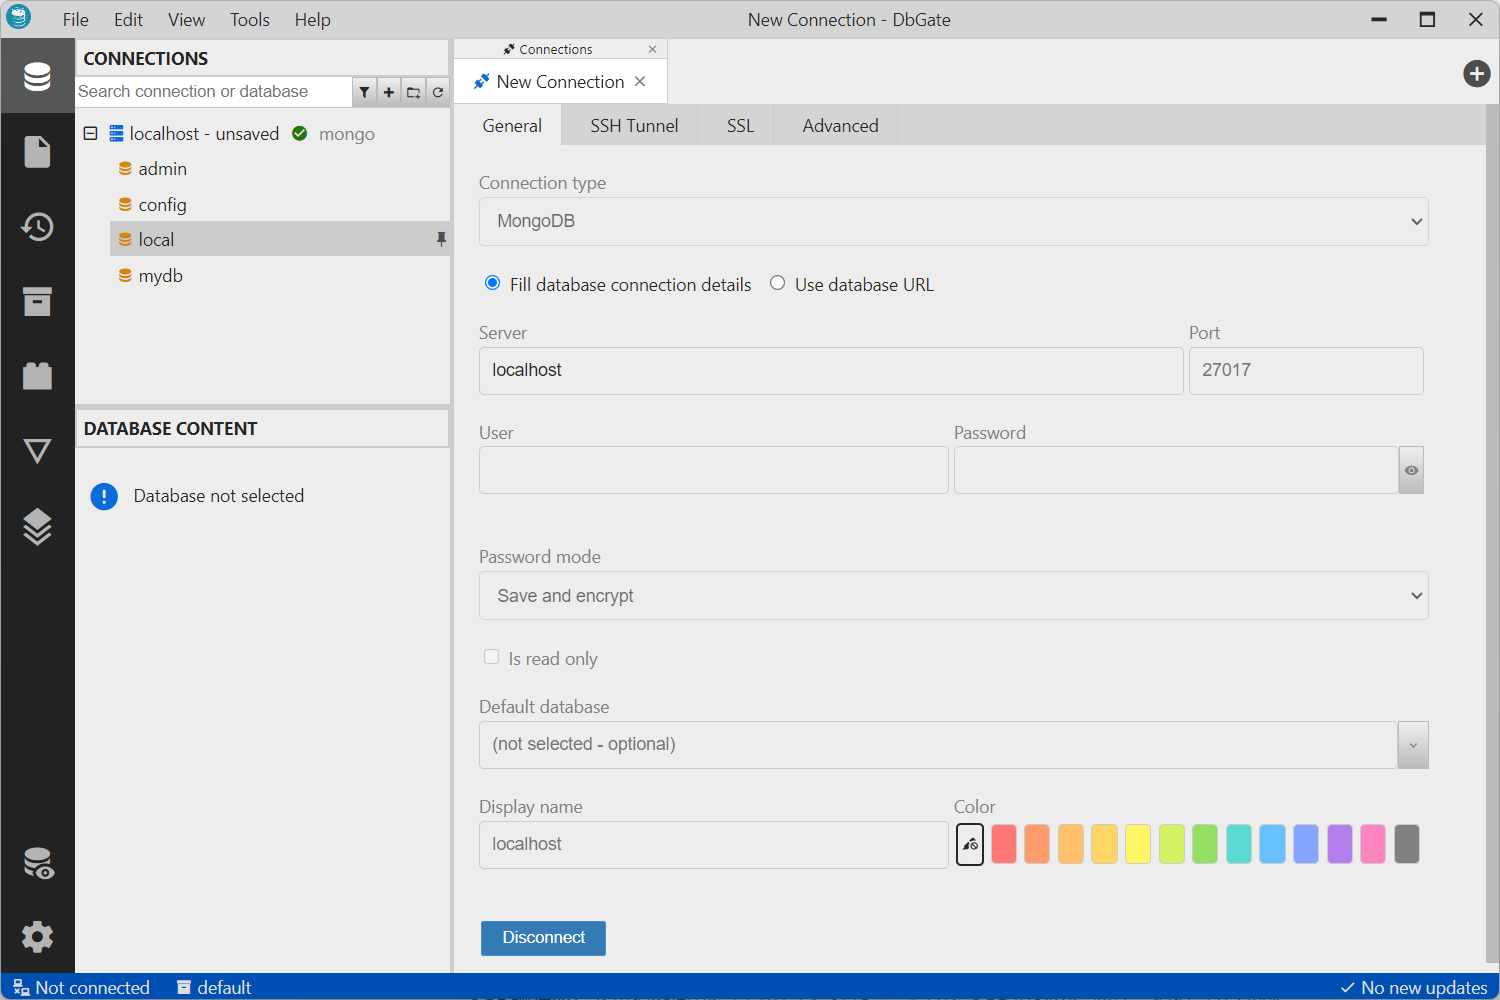 File Edit View Tools Help New Connection - DbGate
CONNECTIONS
Search connection or database
localhost - unsaved mongo
admin
config
local
mydb
DATABASE CONTENT
Database not selected
Connections
New Connection
General SSH Tunnel SSL Advanced
Connection type
MongoDB
Fill database connection details Use database URL
Server Port
localhost 27017
User Password
Password mode
Save and encrypt
Is read only
Default database
(not selected - optional)
Display name Color
localhost
Disconnect
Not connected default No new updates